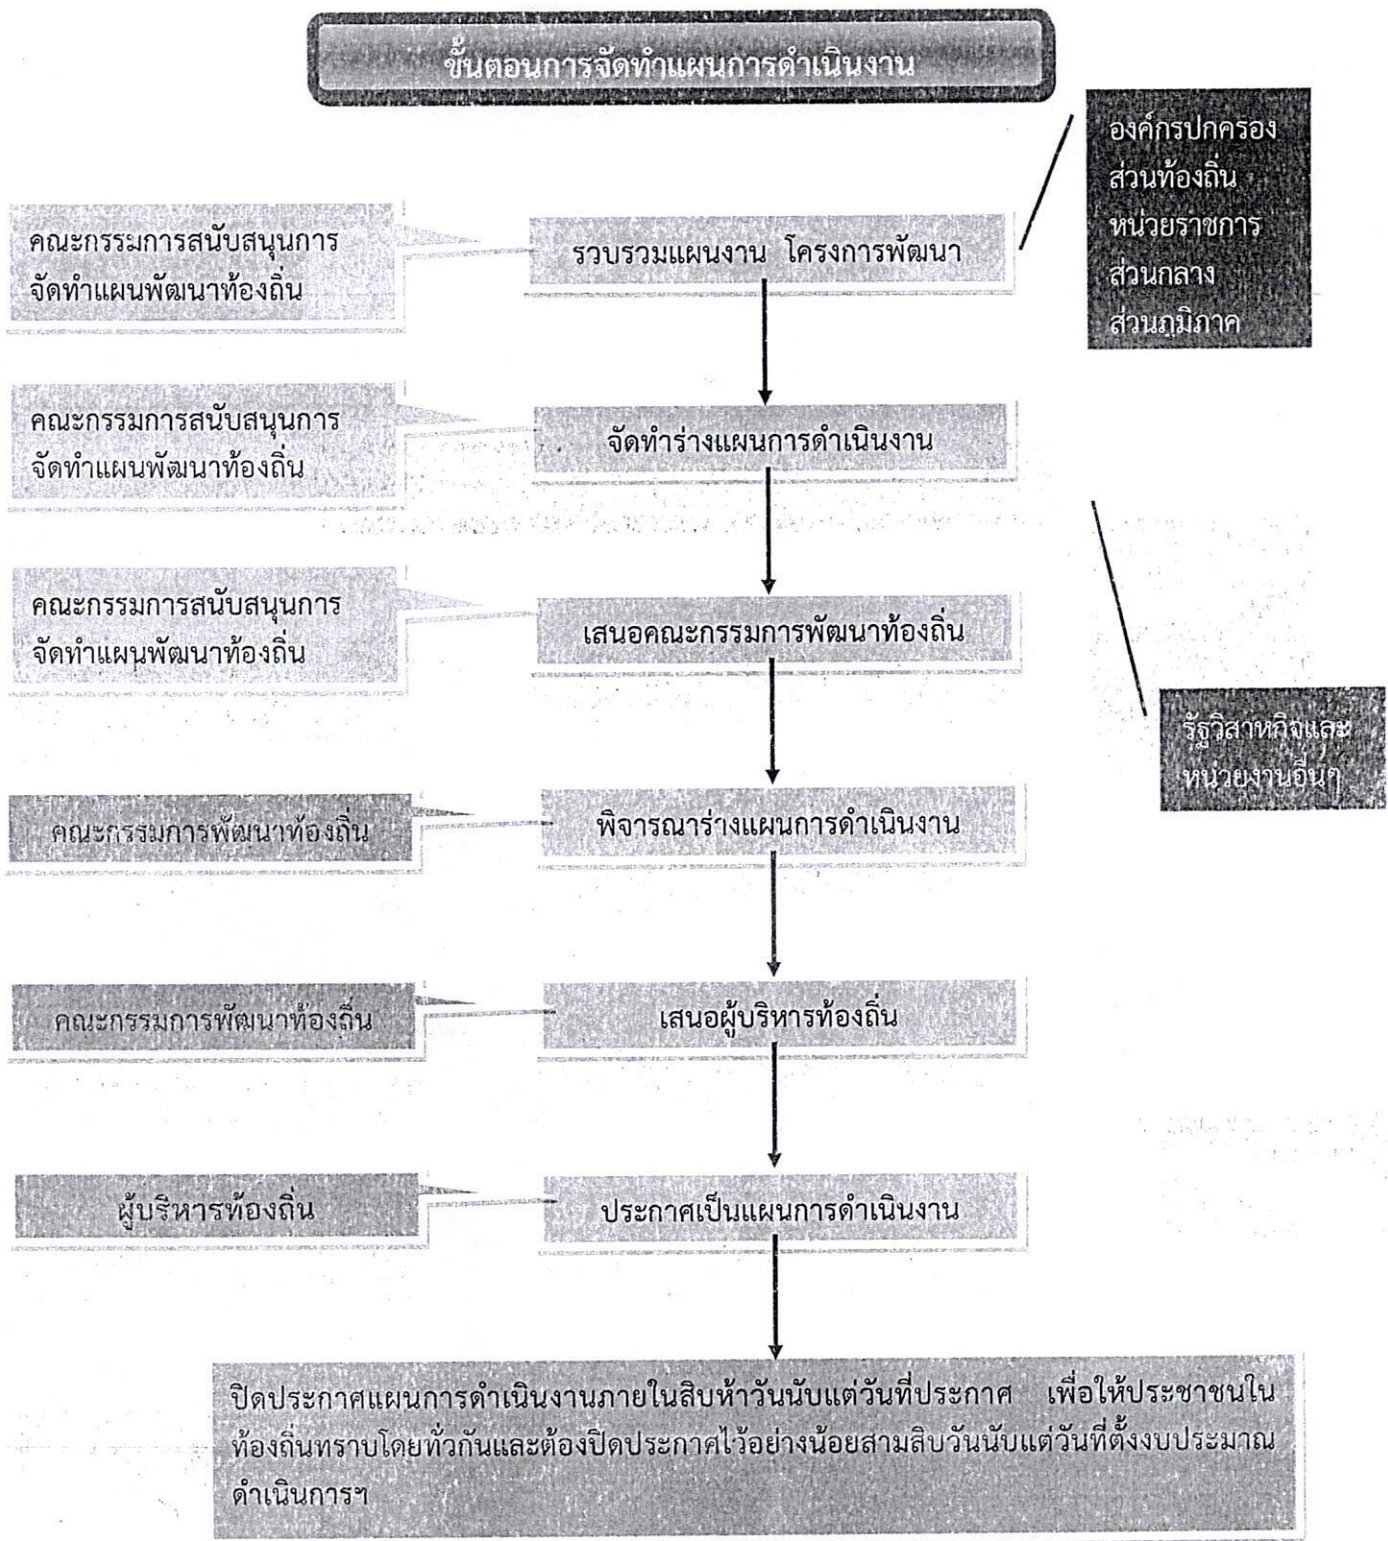 ขั้นตอนการจัดทำแผนการดำเนินงาน
องค์กรปกครอง
ส่วนท้องถิ่น
หน่วยราชการ
ส่วนกลาง
ส่วนภูมิภาค
คณะกรรมการสนับสนุนการ
จัดทำแผนพัฒนาท้องถิ่น
รวบรวมแผนงาน โครงการพัฒนา
คณะกรรมการสนับสนุนการ
จัดทำแผนพัฒนาท้องถิ่น
จัดทำร่างแผนการดำเนินงาน
คณะกรรมการสนับสนุนการ
จัดทำแผนพัฒนาท้องถิ่น
เสนอคณะกรรมการพัฒนาท้องถิ่น
รัฐวิสาหกิจและ
หน่วยงานอื่นๆ
คณะกรรมการพัฒนาท้องถิ่น
พิจารณาร่างแผนการดำเนินงาน
คณะกรรมการพัฒนาท้องถิ่น
เสนอผู้บริหารท้องถิ่น
ผู้บริหารท้องถิ่น
ประกาศเป็นแผนการดำเนินงาน
ปิดประกาศแผนการดำเนินงานภายในสิบห้าวันนับแต่วันที่ประกาศ เพื่อให้ประชาชนใน
ท้องถิ่นทราบโดยทั่วกันและต้องปิดประกาศไว้อย่างน้อยสามสิบวันนับแต่วันที่ตั้งงบประมาณ
ดำเนินการฯ